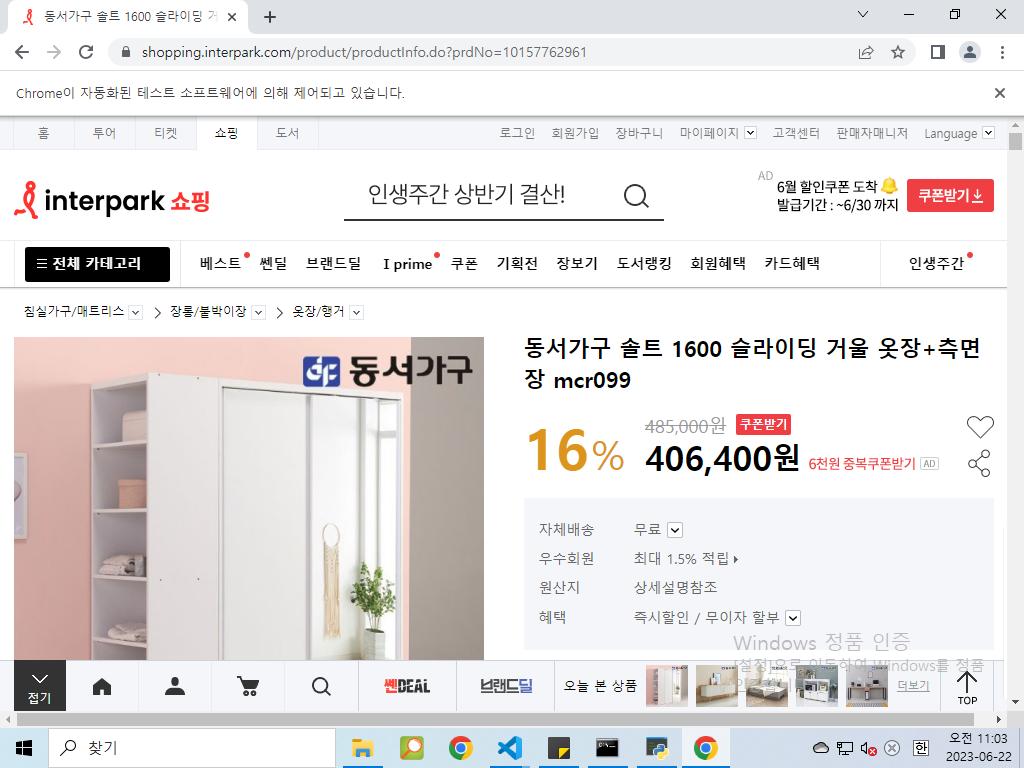 동서가구 솔트 1600 슬라이딩 거
shopping.interpark.com/product/productInfo.do?prdNo=10157762961
Chrome이 자동화된 테스트 소프트웨어에 의해 제어되고 있습니다.
홈 투어 티켓 쇼핑 도서 로그인 회원가입 장바구니 마이페이지 고객센터 판매자매니저 Language
interpark 쇼핑
인생주간 상반기 결산!
AD
6월 할인쿠폰 도착
발급기간 : ~6/30 까지
쿠폰받기
전체 카테고리 베스트 쎈딜 브랜드딜 I prime 쿠폰 기획전 장보기 도서랭킹 회원혜택 카드혜택 인생주간
침실가구/매트리스 장롱/붙박이장 옷장/행거
동서가구
동서가구 솔트 1600 슬라이딩 거울 옷장+측면
장 mcr099
16%
485,000원 쿠폰받기
406,400원 6천원 중복쿠폰받기 AD
자체배송 무료
우수회원 최대 1.5% 적립
원산지 상세설명참조
혜택 즉시할인 / 무이자 할부
Windows 정품 인증
[설정]으로 이동하여 Windows를 정품
접기
쎈DEAL
브랜드딜
오늘 본 상품
더보기
TOP
찾기
한
오전 11:03
2023-06-22